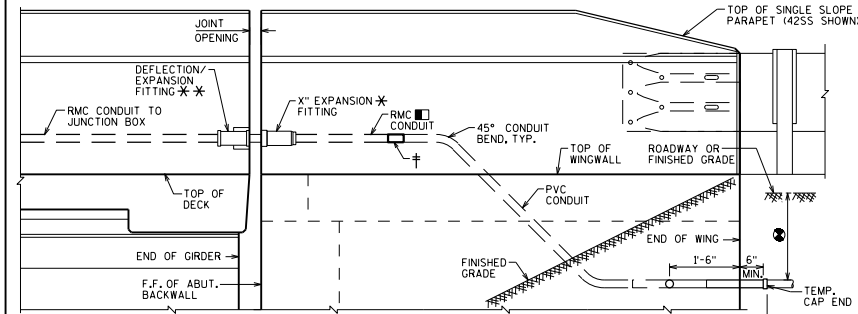 TOP OF SINGLE SLOPE
PARAPET (42SS SHOWN)
JOINT
OPENING
DEFLECTION/
EXPANSION
FITTING **
X" EXPANSION *
FITTING
RMC CONDUIT TO
JUNCTION BOX
RMC
CONDUIT
45° CONDUIT
BEND, TYP.
‡
TOP OF
WINGWALL
ROADWAY OR
FINISHED GRADE
TOP OF
DECK
PVC
CONDUIT
END OF GIRDER
END OF WING
F.F. OF ABUT.
BACKWALL
FINISHED
GRADE
1'-6"
6"
MIN.
TEMP.
CAP END